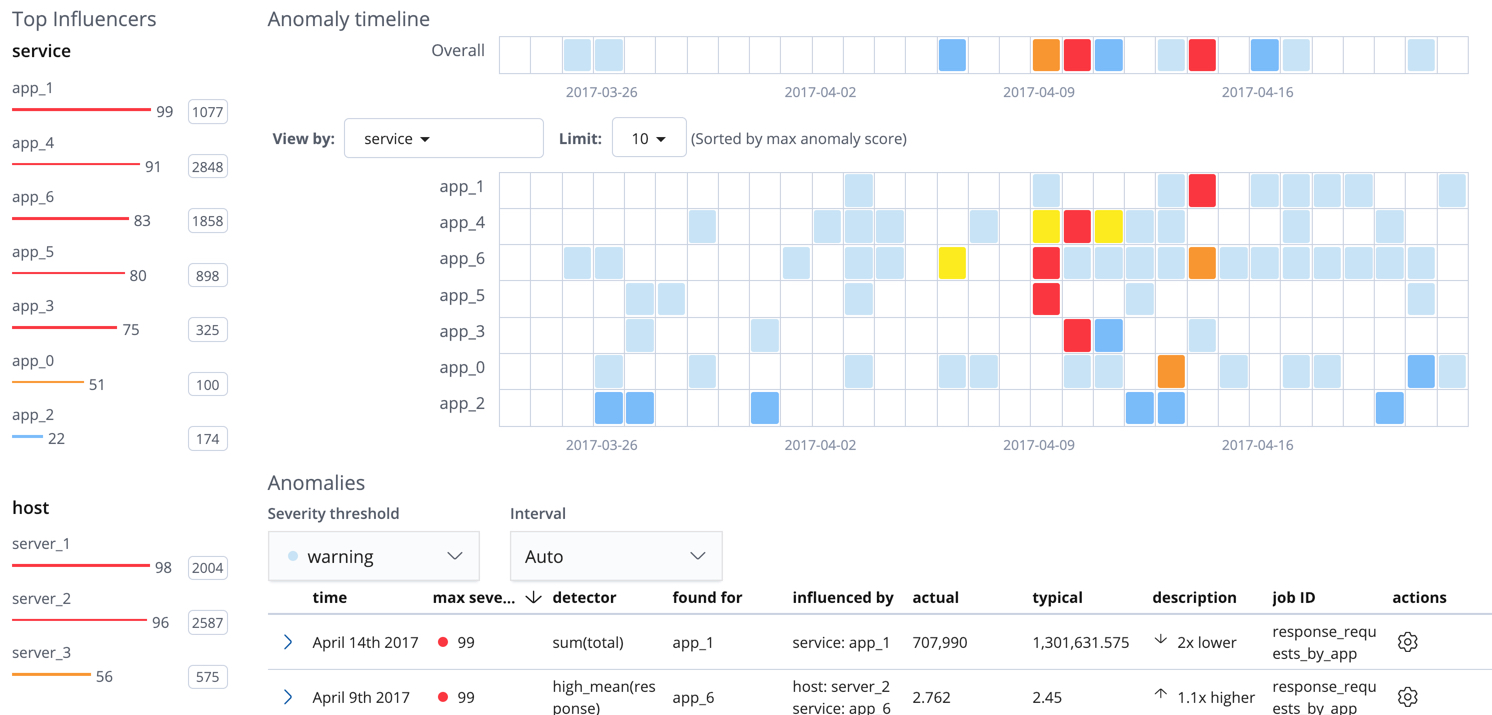 Top Influencers
service
app_1
99 1077
app_4
91 2848
app_6
83 1858
app_5
80 898
app_3
75 325
app_0
51 100
app_2
22 174
host
server_1
98 2004
server_2
96 2587
server_3
56 575
Anomaly timeline
Overall
2017-03-26 2017-04-02 2017-04-09 2017-04-16
View by: service Limit: 10 (Sorted by max anomaly score)
app_1
app_4
app_6
app_5
app_3
app_0
app_2
2017-03-26 2017-04-02 2017-04-09 2017-04-16
Anomalies
Severity threshold Interval
warning Auto
time max seve... detector found for influenced by actual typical description job ID actions
April 14th 2017 99 sum(total) app_1 service: app_1 707,990 1,301,631.575 2x lower response_requ
ests_by_app
April 9th 2017 99 high_mean(res app_6 host: server_2 2.762 2.45 1.1x higher response_requ
ponse) service: app_6 ests_by_app